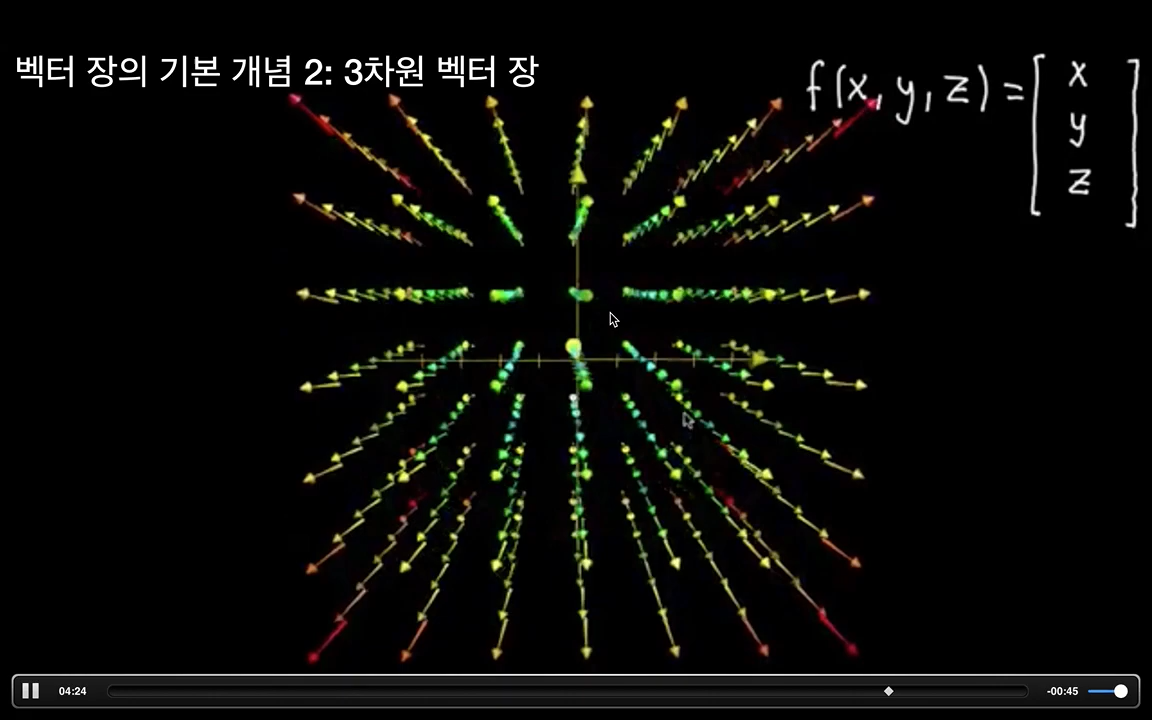 벡터 장의 기본 개념 2: 3차원 벡터 장
f(x, y, z) = [ x
y
z ]
04:24
-00:45